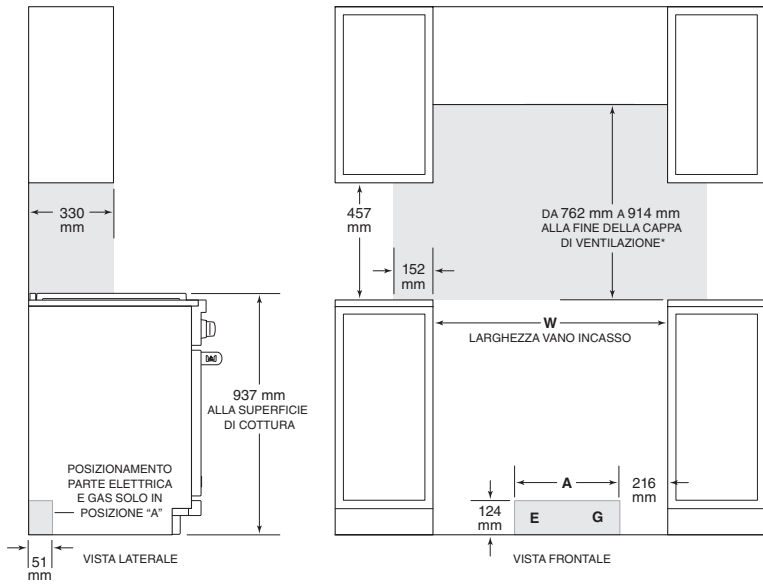 330
mm
937 mm
ALLA SUPERFICIE
DI COTTURA
POSIZIONAMENTO
PARTE ELETTRICA
E GAS SOLO IN
POSIZIONE “A”
51
mm
VISTA LATERALE
457
mm
DA 762 mm A 914 mm
ALLA FINE DELLA CAPPA
DI VENTILAZIONE*
152
mm
W
LARGHEZZA VANO INCASSO
A
216
mm
124
mm
E
G
VISTA FRONTALE